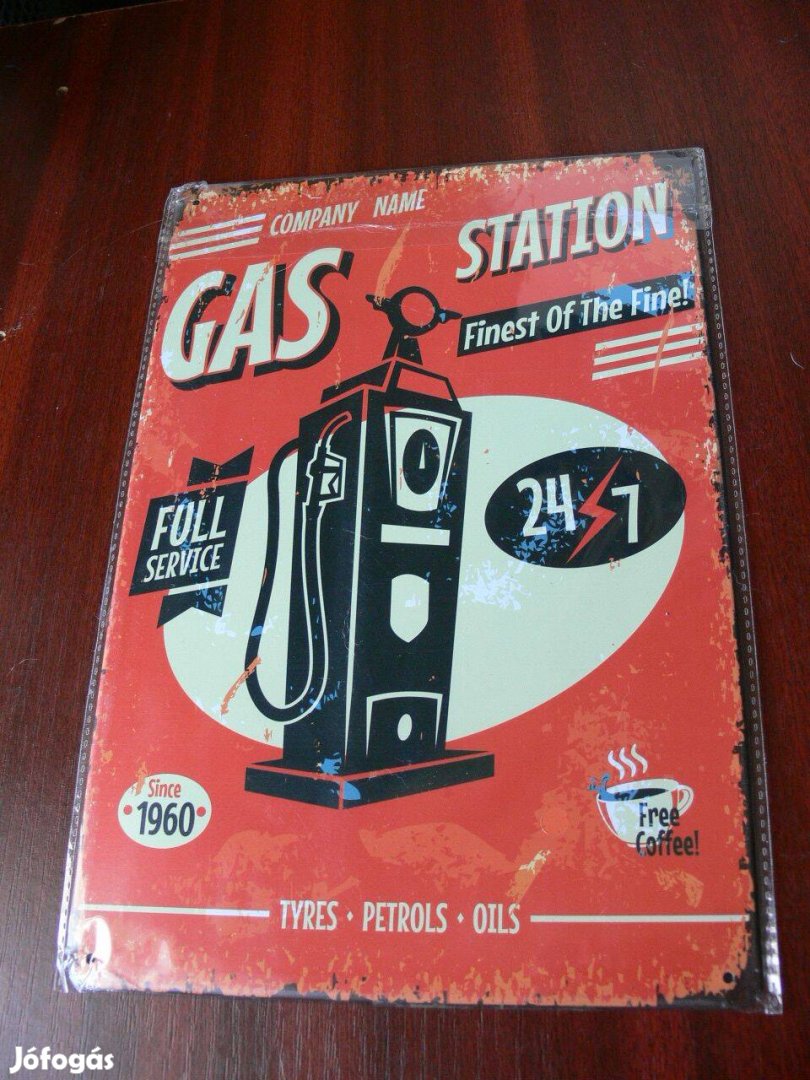 COMPANY NAME
GAS STATION
Finest Of The Fine!
24 7
FULL
SERVICE
Since
1960
Free
Coffee!
TYRES • PETROLS • OILS
Jófogás